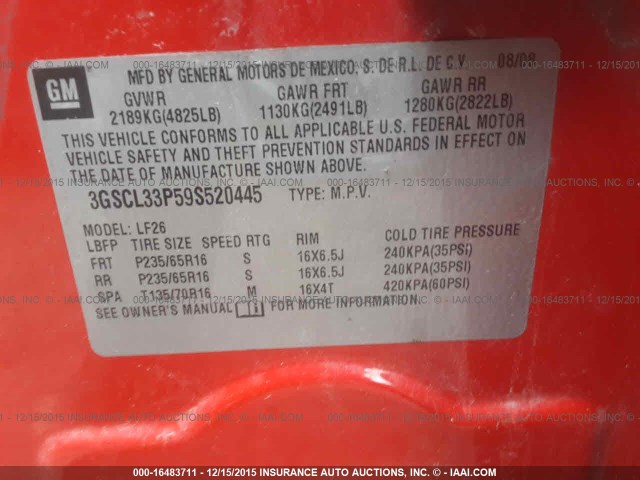 GM
MFD BY GENERAL MOTORS DE MEXICO, S. DE R.L. DE C.V. 08/08
GVWR GAWR FRT GAWR RR
2189KG(4825LB) 1130KG(2491LB) 1280KG(2822LB)
THIS VEHICLE CONFORMS TO ALL APPLICABLE U.S. FEDERAL MOTOR
VEHICLE SAFETY AND THEFT PREVENTION STANDARDS IN EFFECT ON
THE DATE OF MANUFACTURE SHOWN ABOVE.
3GSCL33P59S520445 TYPE: M.P.V.
MODEL: LF26
LBFP TIRE SIZE SPEED RTG RIM COLD TIRE PRESSURE
FRT P235/65R16 S 16X6.5J 240KPA(35PSI)
RR P235/65R16 S 16X6.5J 240KPA(35PSI)
SPA T135/70R16 M 16X4T 420KPA(60PSI)
SEE OWNER'S MANUAL FOR MORE INFORMATION
000-16483711 - 12/15/2015 INSURANCE AUTO AUCTIONS, INC. - © - IAAI.COM